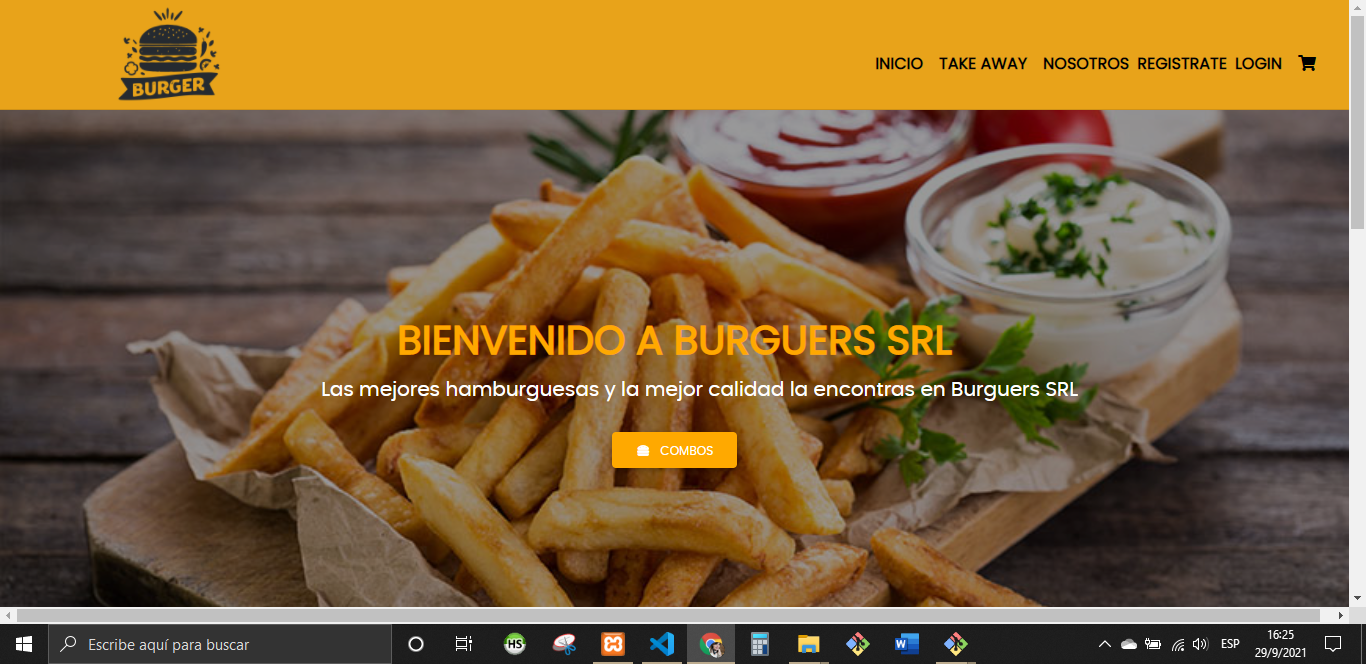 BURGER
INICIO TAKE AWAY NOSOTROS REGISTRATE LOGIN
BIENVENIDO A BURGUERS SRL
Las mejores hamburguesas y la mejor calidad la encontras en Burguers SRL
COMBOS
Escribe aquí para buscar
HS
W
ESP
16:25
29/9/2021